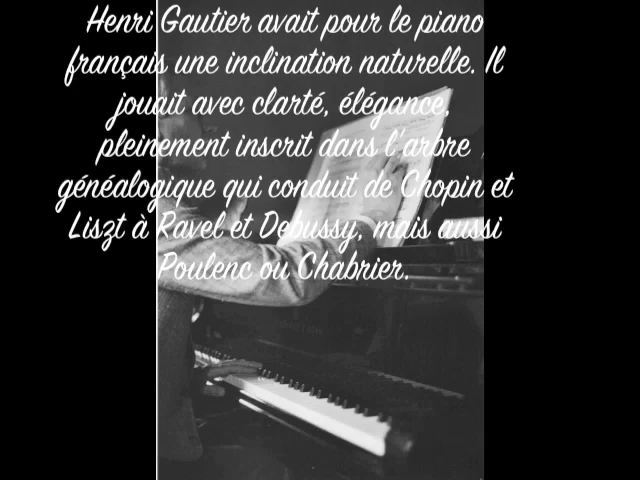 Henri Gautier avait pour le piano
français une inclination naturelle. Il
jouait avec clarté, élégance,
pleinement inscrit dans l'arbre
généalogique qui conduit de Chopin et
Liszt à Ravel et Debussy, mais aussi
Poulenc ou Chabrier.